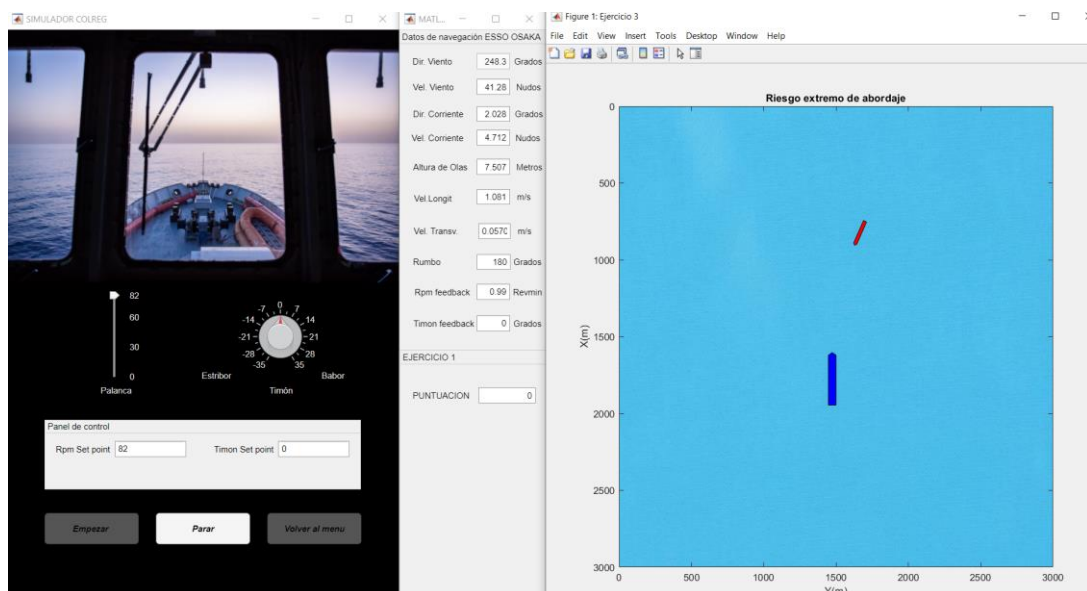 SIMULADOR COLREG
82
60
30
0
Palanca
-35 -28 -21 -14 -7 0 7 14 21 28 35
Estribor
Babor
Timón
Panel de control
Rpm Set point 82
Timon Set point 0
Empezar
Parar
Volver al menu
MATL...
Datos de navegación ESSO OSAKA
Dir. Viento 248.3 Grados
Vel. Viento 41.28 Nudos
Dir. Corriente 2.028 Grados
Vel. Corriente 4.712 Nudos
Altura de Olas 7.507 Metros
Vel.Longit 1.081 m/s
Vel. Transv. 0.0570 m/s
Rumbo 180 Grados
Rpm feedback 0.99 Revmin
Timon feedback 0 Grados
EJERCICIO 1
PUNTUACION 0
Figure 1: Ejercicio 3
File Edit View Insert Tools Desktop Window Help
Riesgo extremo de abordaje
0
500
1000
1500
2000
2500
3000
X(m)
0 500 1000 1500 2000 2500 3000
Y(m)